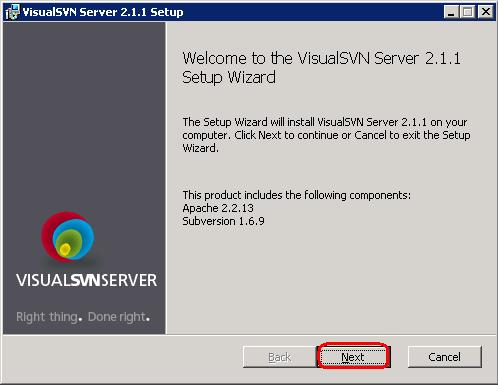 VisualSVN Server 2.1.1 Setup
Welcome to the VisualSVN Server 2.1.1
Setup Wizard
The Setup Wizard will install VisualSVN Server 2.1.1 on your
computer. Click Next to continue or Cancel to exit the Setup
Wizard.
This product includes the following components:
Apache 2.2.13
Subversion 1.6.9
VISUALSVNSERVER
Right thing. Done right.
Back
Next
Cancel